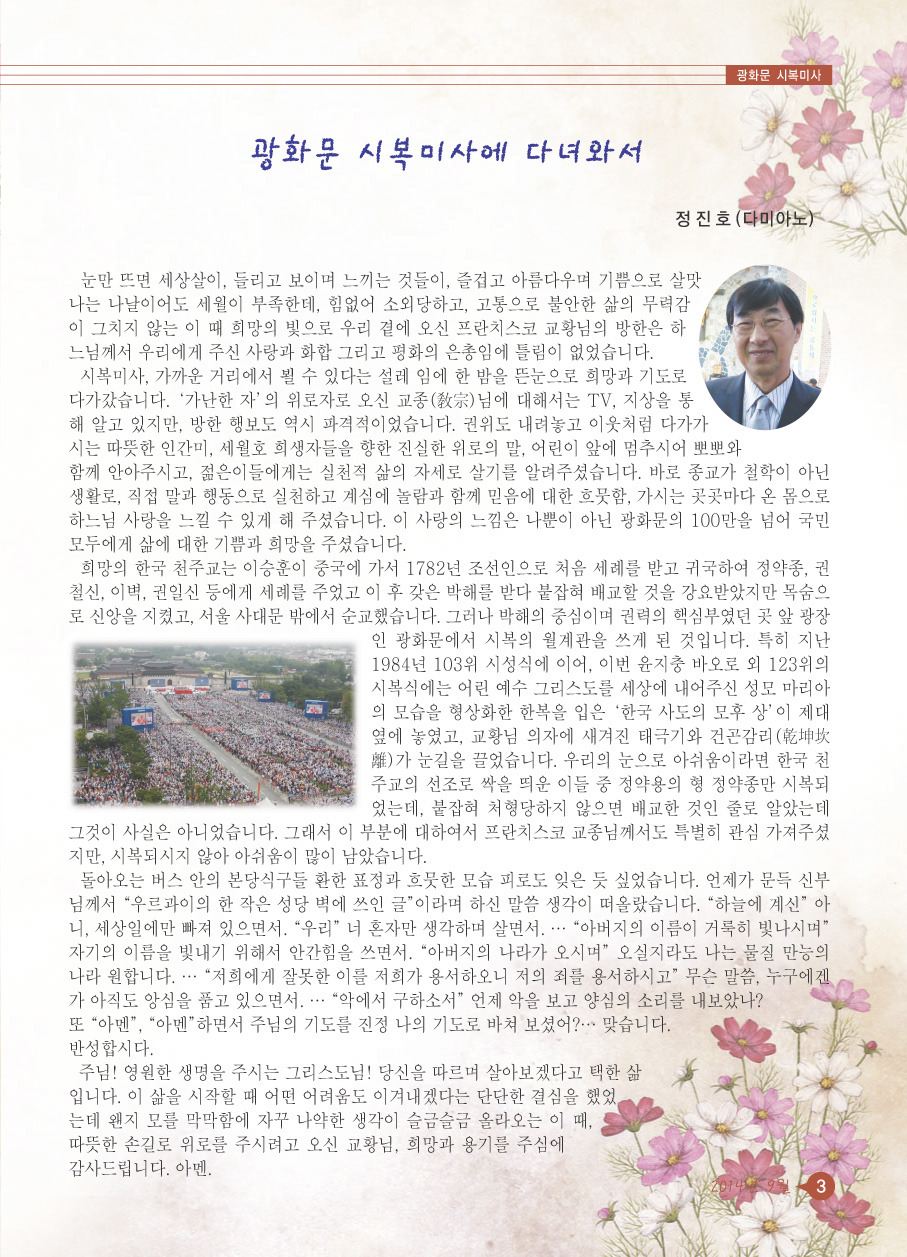 광화문 시복미사
광화문 시복미사에 다녀와서
정 진 호 (다미아노)
눈만 뜨면 세상살이, 들리고 보이며 느끼는 것들이, 즐겁고 아름다우며 기쁨으로 살맛
나는 나날이어도 세월이 부족한데, 힘없어 소외당하고, 고통으로 불안한 삶의 무력감
이 그치지 않는 이 때 희망의 빛으로 우리 곁에 오신 프란치스코 교황님의 방한은 하
느님께서 우리에게 주신 사랑과 화합 그리고 평화의 은총임에 틀림이 없었습니다.
시복미사, 가까운 거리에서 뵐 수 있다는 설레 임에 한 밤을 뜬눈으로 희망과 기도로
다가갔습니다. ‘가난한 자’의 위로자로 오신 교종(敎宗)님에 대해서는 TV, 지상을 통
해 알고 있지만, 방한 행보도 역시 파격적이었습니다. 권위도 내려놓고 이웃처럼 다가가
시는 따뜻한 인간미, 세월호 희생자들을 향한 진실한 위로의 말, 어린이 앞에 멈추시어 뽀뽀와
함께 안아주시고, 젊은이들에게는 실천적 삶의 자세로 살기를 알려주셨습니다. 바로 종교가 철학이 아닌
생활로, 직접 말과 행동으로 실천하고 계심에 놀람과 함께 믿음에 대한 흐뭇함, 가시는 곳곳마다 온 몸으로
하느님 사랑을 느낄 수 있게 해 주셨습니다. 이 사랑의 느낌은 나뿐이 아닌 광화문의 100만을 넘어 국민
모두에게 삶에 대한 기쁨과 희망을 주셨습니다.
희망의 한국 천주교는 이승훈이 중국에 가서 1782년 조선인으로 처음 세례를 받고 귀국하여 정약종, 권
철신, 이벽, 권일신 등에게 세례를 주었고 이 후 갖은 박해를 받다 붙잡혀 배교할 것을 강요받았지만 목숨으
로 신앙을 지켰고, 서울 사대문 밖에서 순교했습니다. 그러나 박해의 중심이며 권력의 핵심부였던 곳 앞 광장
인 광화문에서 시복의 월계관을 쓰게 된 것입니다. 특히 지난
1984년 103위 시성식에 이어, 이번 윤지충 바오로 외 123위의
시복식에는 어린 예수 그리스도를 세상에 내어주신 성모 마리아
의 모습을 형상화한 한복을 입은 ‘한국 사도의 모후 상’이 제대
옆에 놓였고, 교황님 의자에 새겨진 태극기와 건곤감리(乾坤坎
離)가 눈길을 끌었습니다. 우리의 눈으로 아쉬움이라면 한국 천
주교의 선조로 싹을 띄운 이들 중 정약용의 형 정약종만 시복되
었는데, 붙잡혀 처형당하지 않으면 배교한 것인 줄로 알았는데
그것이 사실은 아니었습니다. 그래서 이 부분에 대하여서 프란치스코 교종님께서도 특별히 관심 가져주셨
지만, 시복되시지 않아 아쉬움이 많이 남았습니다.
돌아오는 버스 안의 본당식구들 환한 표정과 흐뭇한 모습 피로도 잊은 듯 싶었습니다. 언제가 문득 신부
님께서 “우르과이의 한 작은 성당 벽에 쓰인 글”이라며 하신 말씀 생각이 떠올랐습니다. “하늘에 계신” 아
니, 세상일에만 빠져 있으면서. “우리” 너 혼자만 생각하며 살면서. … “아버지의 이름이 거룩히 빛나시며”
자기의 이름을 빛내기 위해서 안간힘을 쓰면서. “아버지의 나라가 오시며” 오실지라도 나는 물질 만능의
나라 원합니다. … “저희에게 잘못한 이를 저희가 용서하오니 저의 죄를 용서하시고” 무슨 말씀, 누구에겐
가 아직도 앙심을 품고 있으면서. … “악에서 구하소서” 언제 악을 보고 양심의 소리를 내보았나?
또 “아멘”, “아멘”하면서 주님의 기도를 진정 나의 기도로 바쳐 보셨어?… 맞습니다.
반성합시다.
주님! 영원한 생명을 주시는 그리스도님! 당신을 따르며 살아보겠다고 택한 삶
입니다. 이 삶을 시작할 때 어떤 어려움도 이겨내겠다는 단단한 결심을 했었
는데 왠지 모를 막막함에 자꾸 나약한 생각이 슬금슬금 올라오는 이 때,
따뜻한 손길로 위로를 주시려고 오신 교황님, 희망과 용기를 주심에
감사드립니다. 아멘.
2014년 9월 3